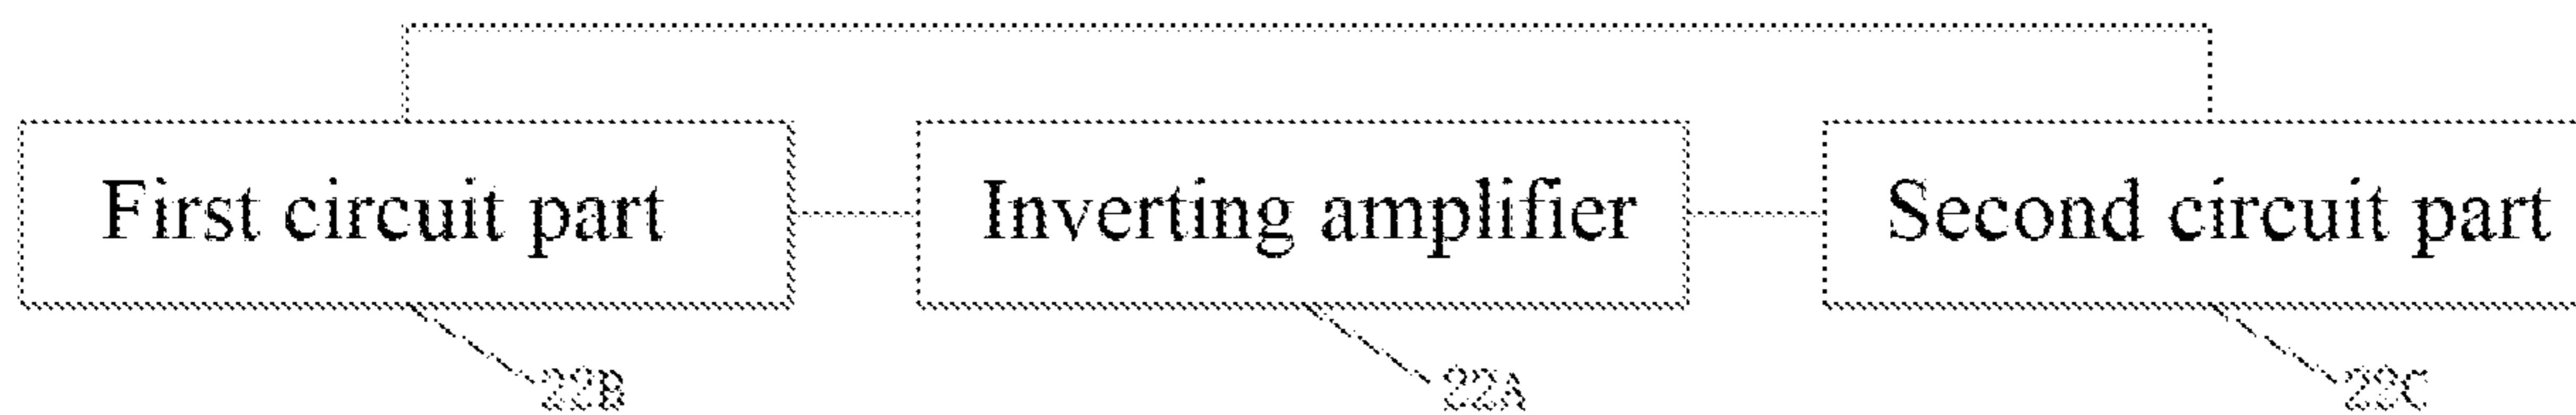 First circuit part
Inverting amplifier
Second circuit part
22B
22A
22C